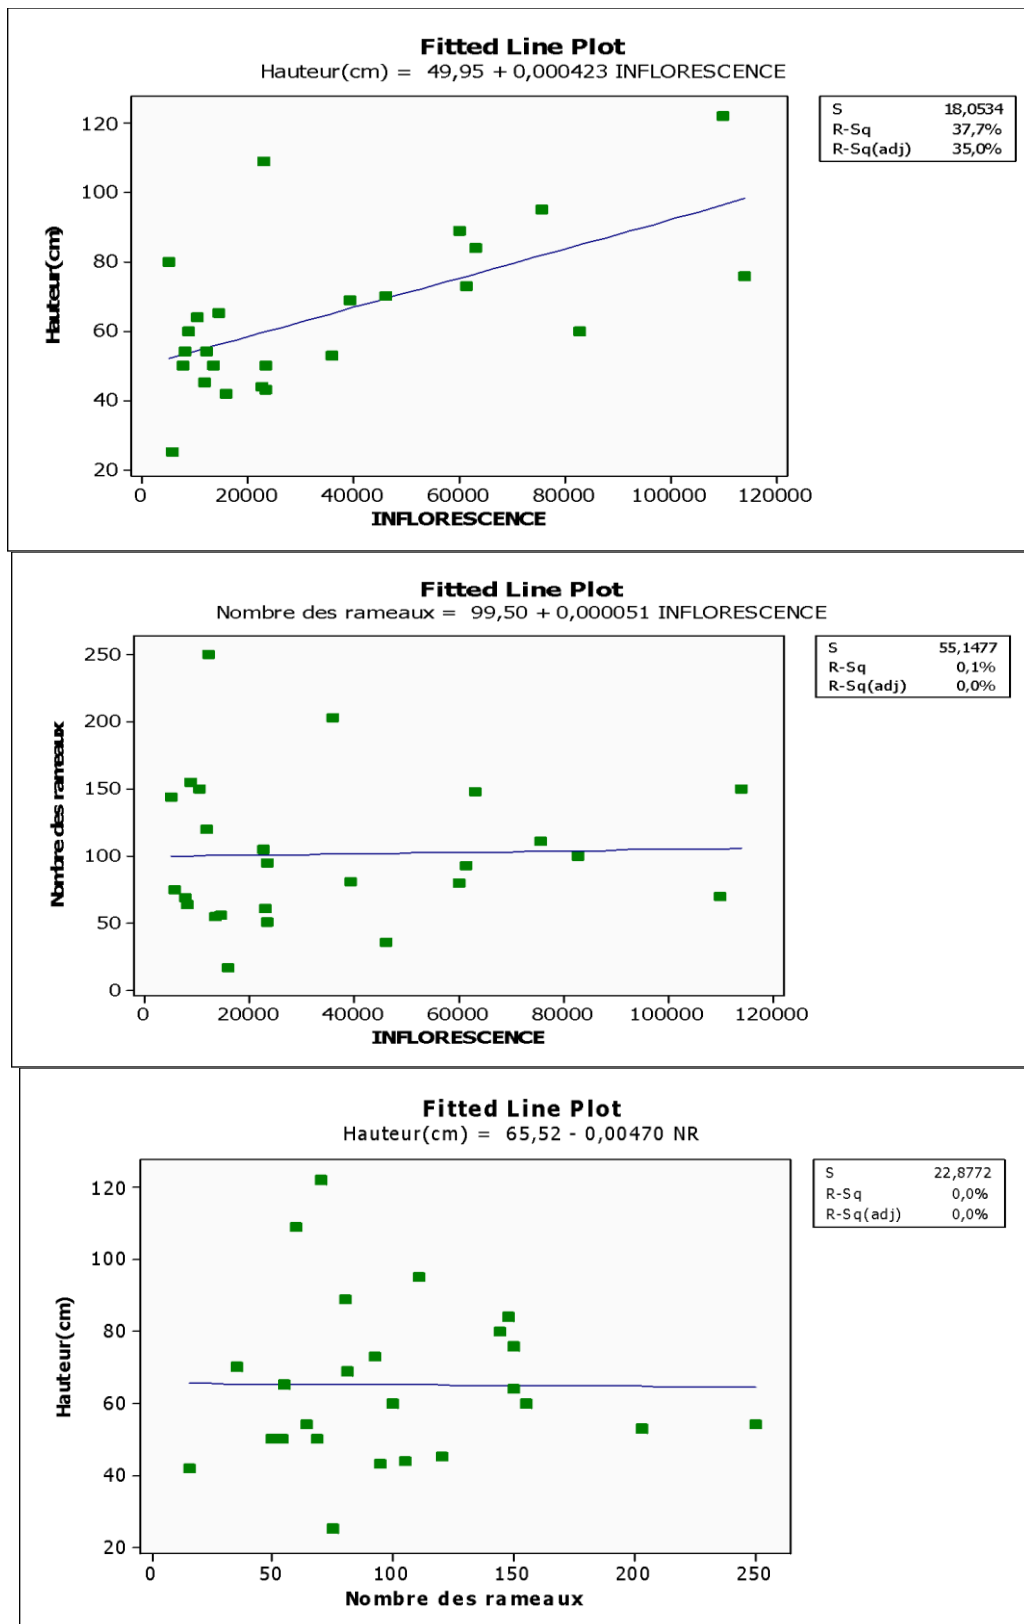 Fitted Line Plot
Hauteur(cm) = 49,95 + 0,000423 INFLORESCENCE
S 18,0534
R-Sq 37,7%
R-Sq(adj) 35,0%
120
100
80
60
40
20
Hauteur(cm)
0 20000 40000 60000 80000 100000 120000
INFLORESCENCE
Fitted Line Plot
Nombre des rameaux = 99,50 + 0,000051 INFLORESCENCE
S 55,1477
R-Sq 0,1%
R-Sq(adj) 0,0%
250
200
150
100
50
0
Nombre des rameaux
0 20000 40000 60000 80000 100000 120000
INFLORESCENCE
Fitted Line Plot
Hauteur(cm) = 65,52 - 0,00470 NR
S 22,8772
R-Sq 0,0%
R-Sq(adj) 0,0%
120
100
80
60
40
20
Hauteur(cm)
0 50 100 150 200 250
Nombre des rameaux